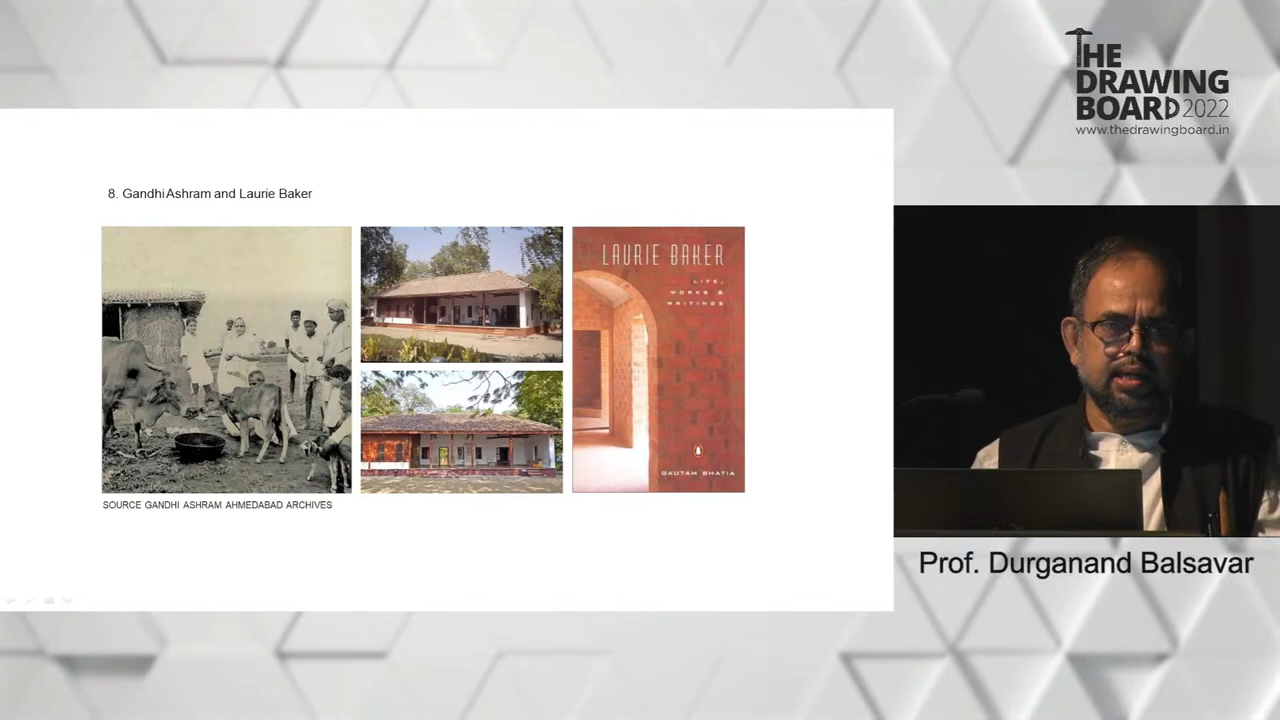 THE
DRAWING
BOARD 2022
www.thedrawingboard.in
8. Gandhi Ashram and Laurie Baker
LAURIE BAKER
LIFE,
WORKS &
WRITINGS
GAUTAM BHATIA
SOURCE GANDHI ASHRAM AHMEDABAD ARCHIVES
Prof. Durganand Balsavar